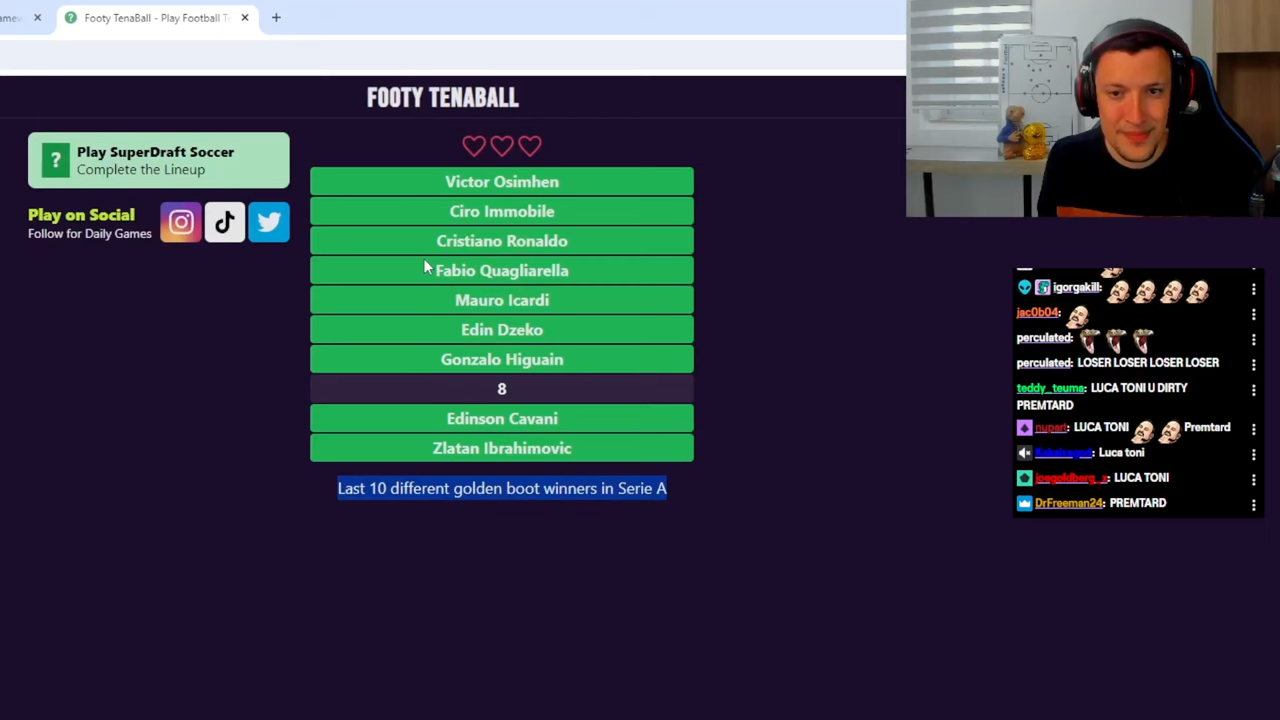 Footy TenaBall - Play Football T
FOOTY TENABALL
?
Play SuperDraft Soccer
Complete the Lineup
Play on Social
Follow for Daily Games
Victor Osimhen
Ciro Immobile
Cristiano Ronaldo
Fabio Quagliarella
Mauro Icardi
Edin Dzeko
Gonzalo Higuain
8
Edinson Cavani
Zlatan Ibrahimovic
Last 10 different golden boot winners in Serie A
igorgakill:
jac0b04:
perculated:
perculated: LOSER LOSER LOSER LOSER
teddy_teuma: LUCA TONI U DIRTY
PREMTARD
nupart: LUCA TONI Premtard
Luca toni
joegoldberg_x: LUCA TONI
DrFreeman24: PREMTARD